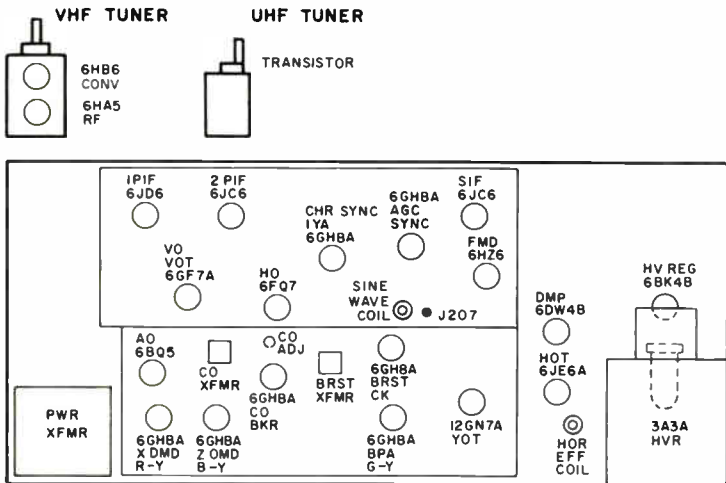 VHF TUNER
UHF TUNER
6HB6
CONV
6HA5
RF
TRANSISTOR
1PIF
6JD6
2 PIF
6JC6
CHR SYNC
1YA
6GH8A
6GH8A
AGC
SYNC
SIF
6JC6
FMD
6HZ6
VO
VOT
6GF7A
HO
6FQ7
SINE
WAVE
COIL
J207
HV REG
6BK4B
DMP
6DW4B
HOT
6JE6A
AO
6BQ5
CO
XFMR
CO
ADJ
6GH8A
CO
BKR
BRST
XFMR
6GH8A
BRST
CK
PWR
XFMR
6GH8A
X DMD
R-Y
6GH8A
Z DMD
B-Y
6GH8A
BPA
G-Y
12GN7A
YOT
HOR
EFF
COIL
3A3A
HVR